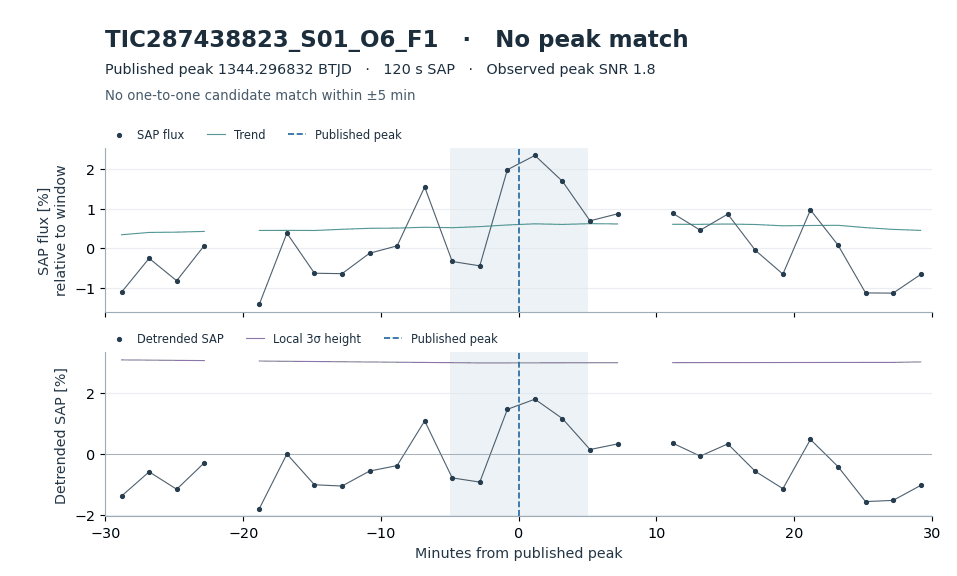 TIC287438823_S01_O6_F1 · No peak match
Published peak 1344.296832 BTJD · 120 s SAP · Observed peak SNR 1.8
No one-to-one candidate match within ±5 min
SAP flux Trend Published peak
SAP flux [%]
relative to window
2
1
0
−1
Detrended SAP Local 3σ height Published peak
Detrended SAP [%]
2
0
−2
−30 −20 −10 0 10 20 30
Minutes from published peak